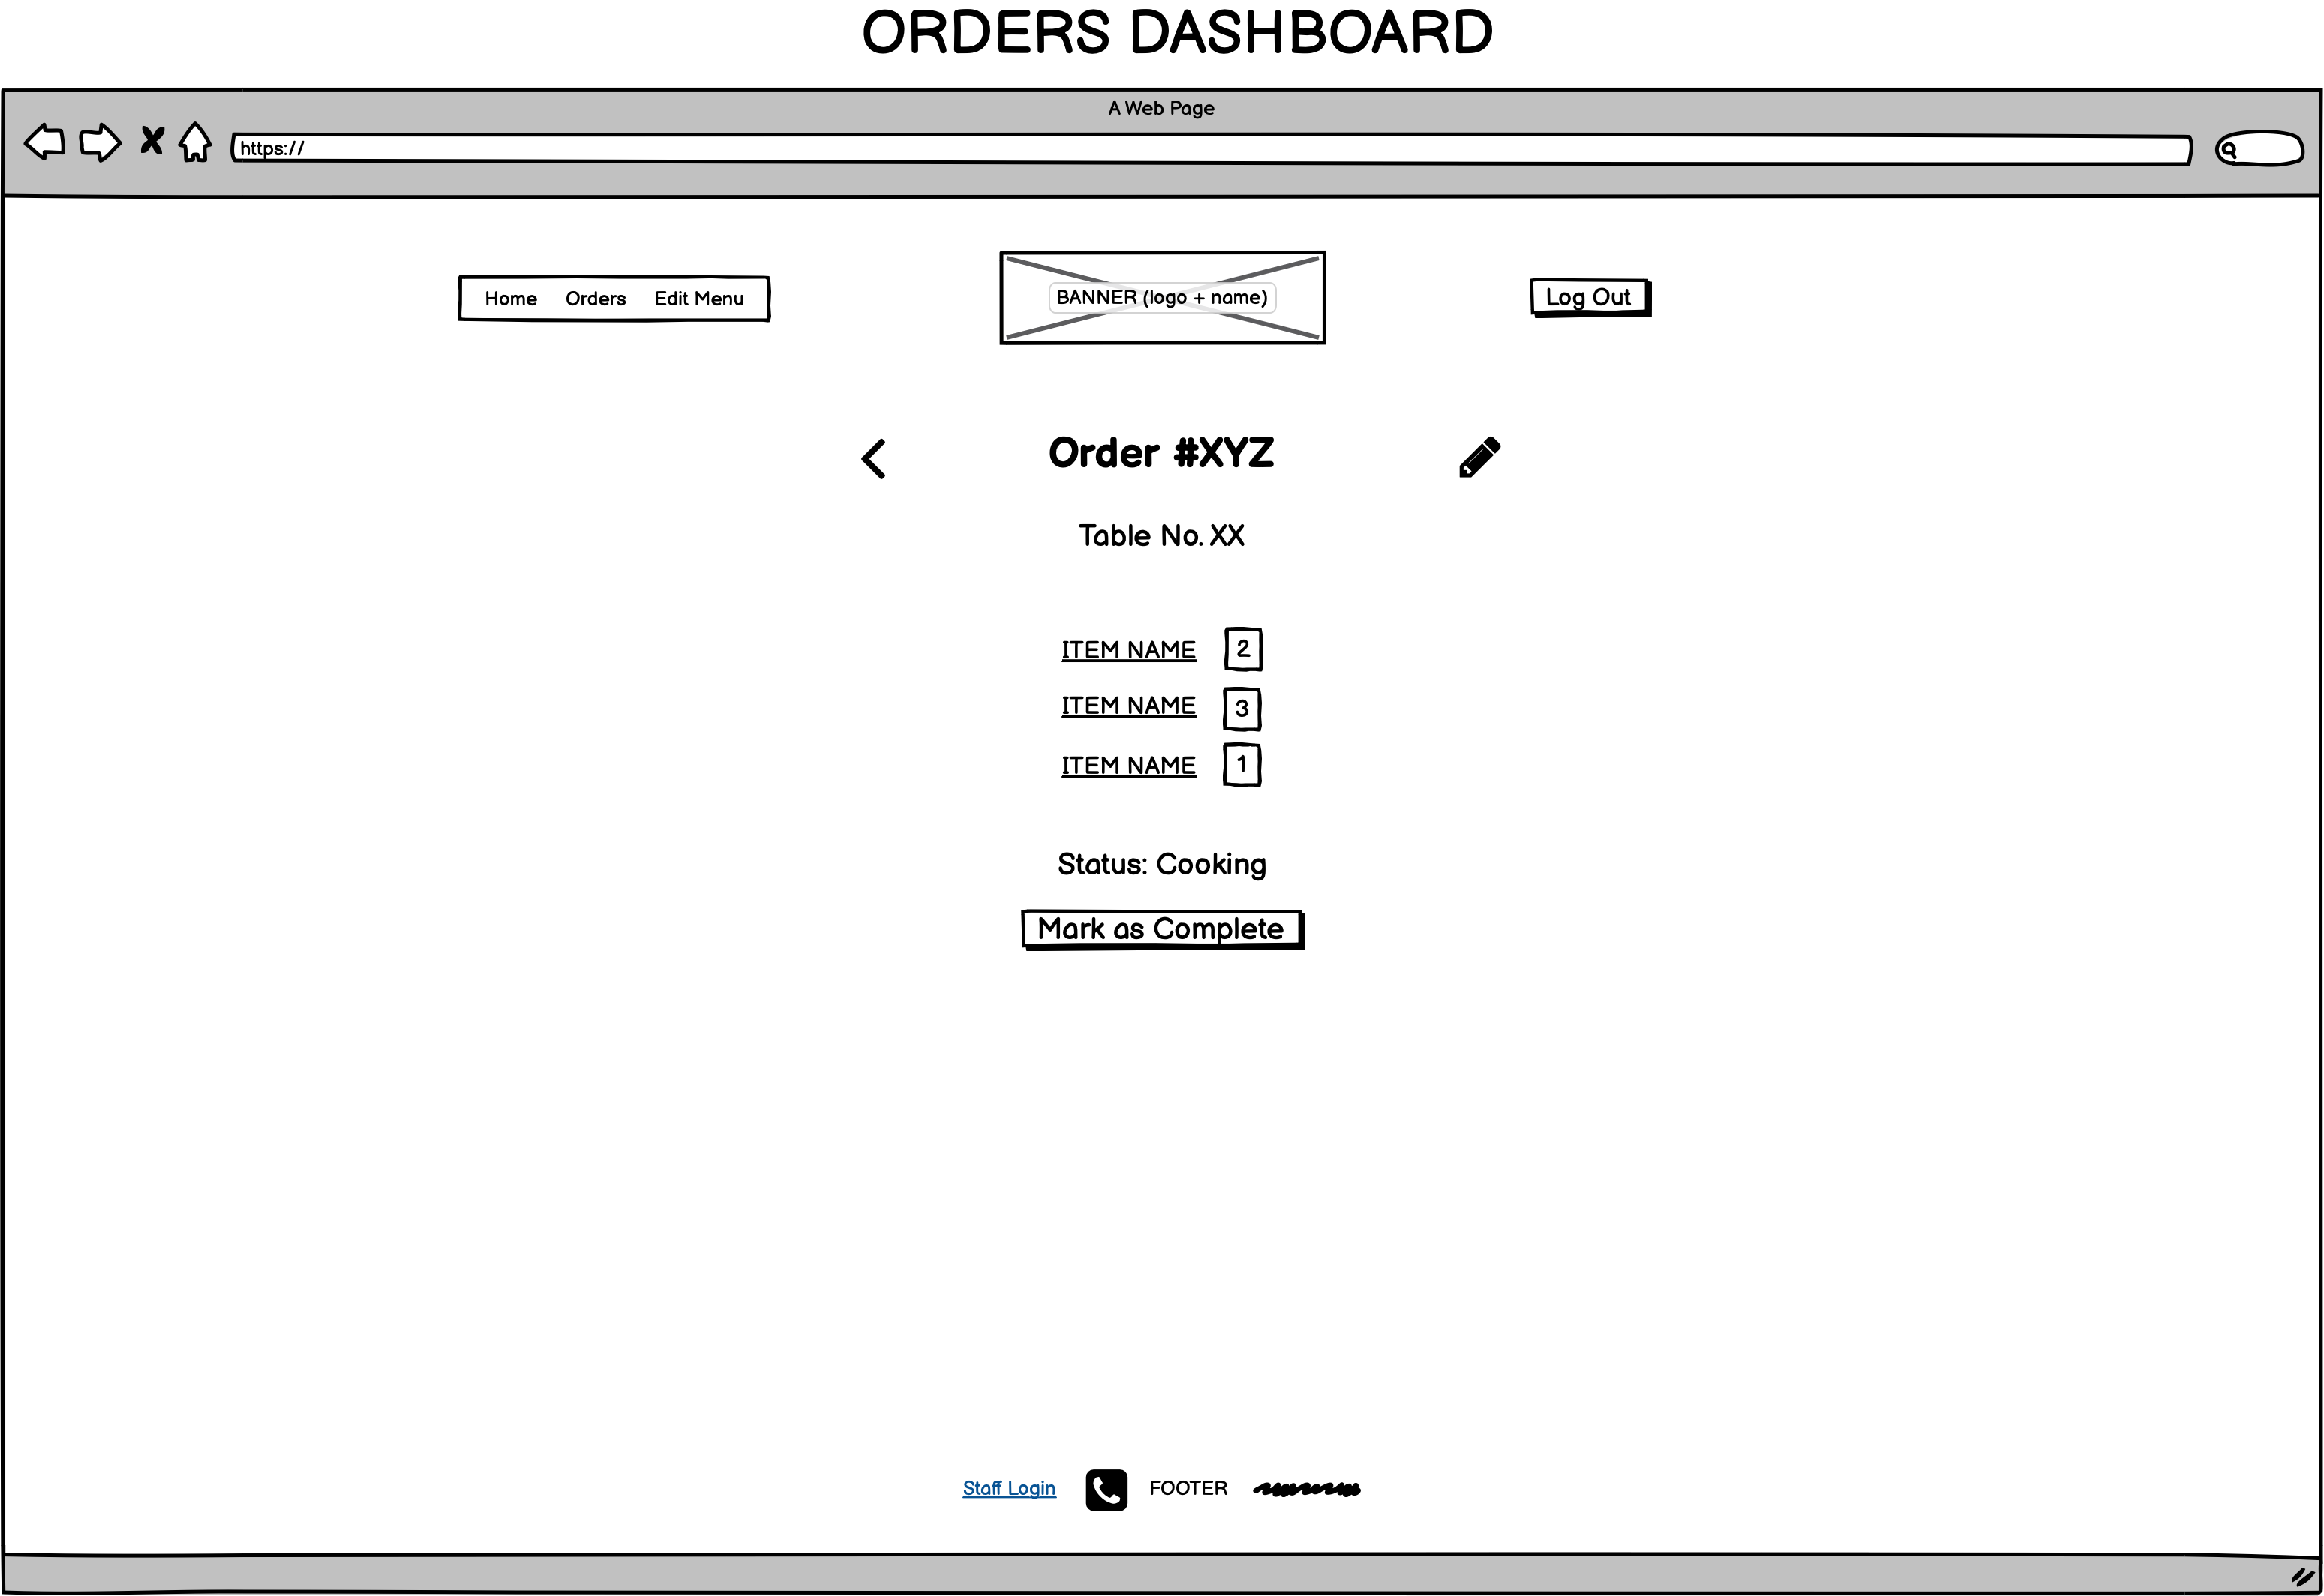 ORDERS DASHBOARD
A Web Page
https://
Home Orders Edit Menu
BANNER (logo + name)
Log Out
Order #XYZ
Table No. XX
ITEM NAME 2
ITEM NAME 3
ITEM NAME 1
Status: Cooking
Mark as Complete
Staff Login FOOTER